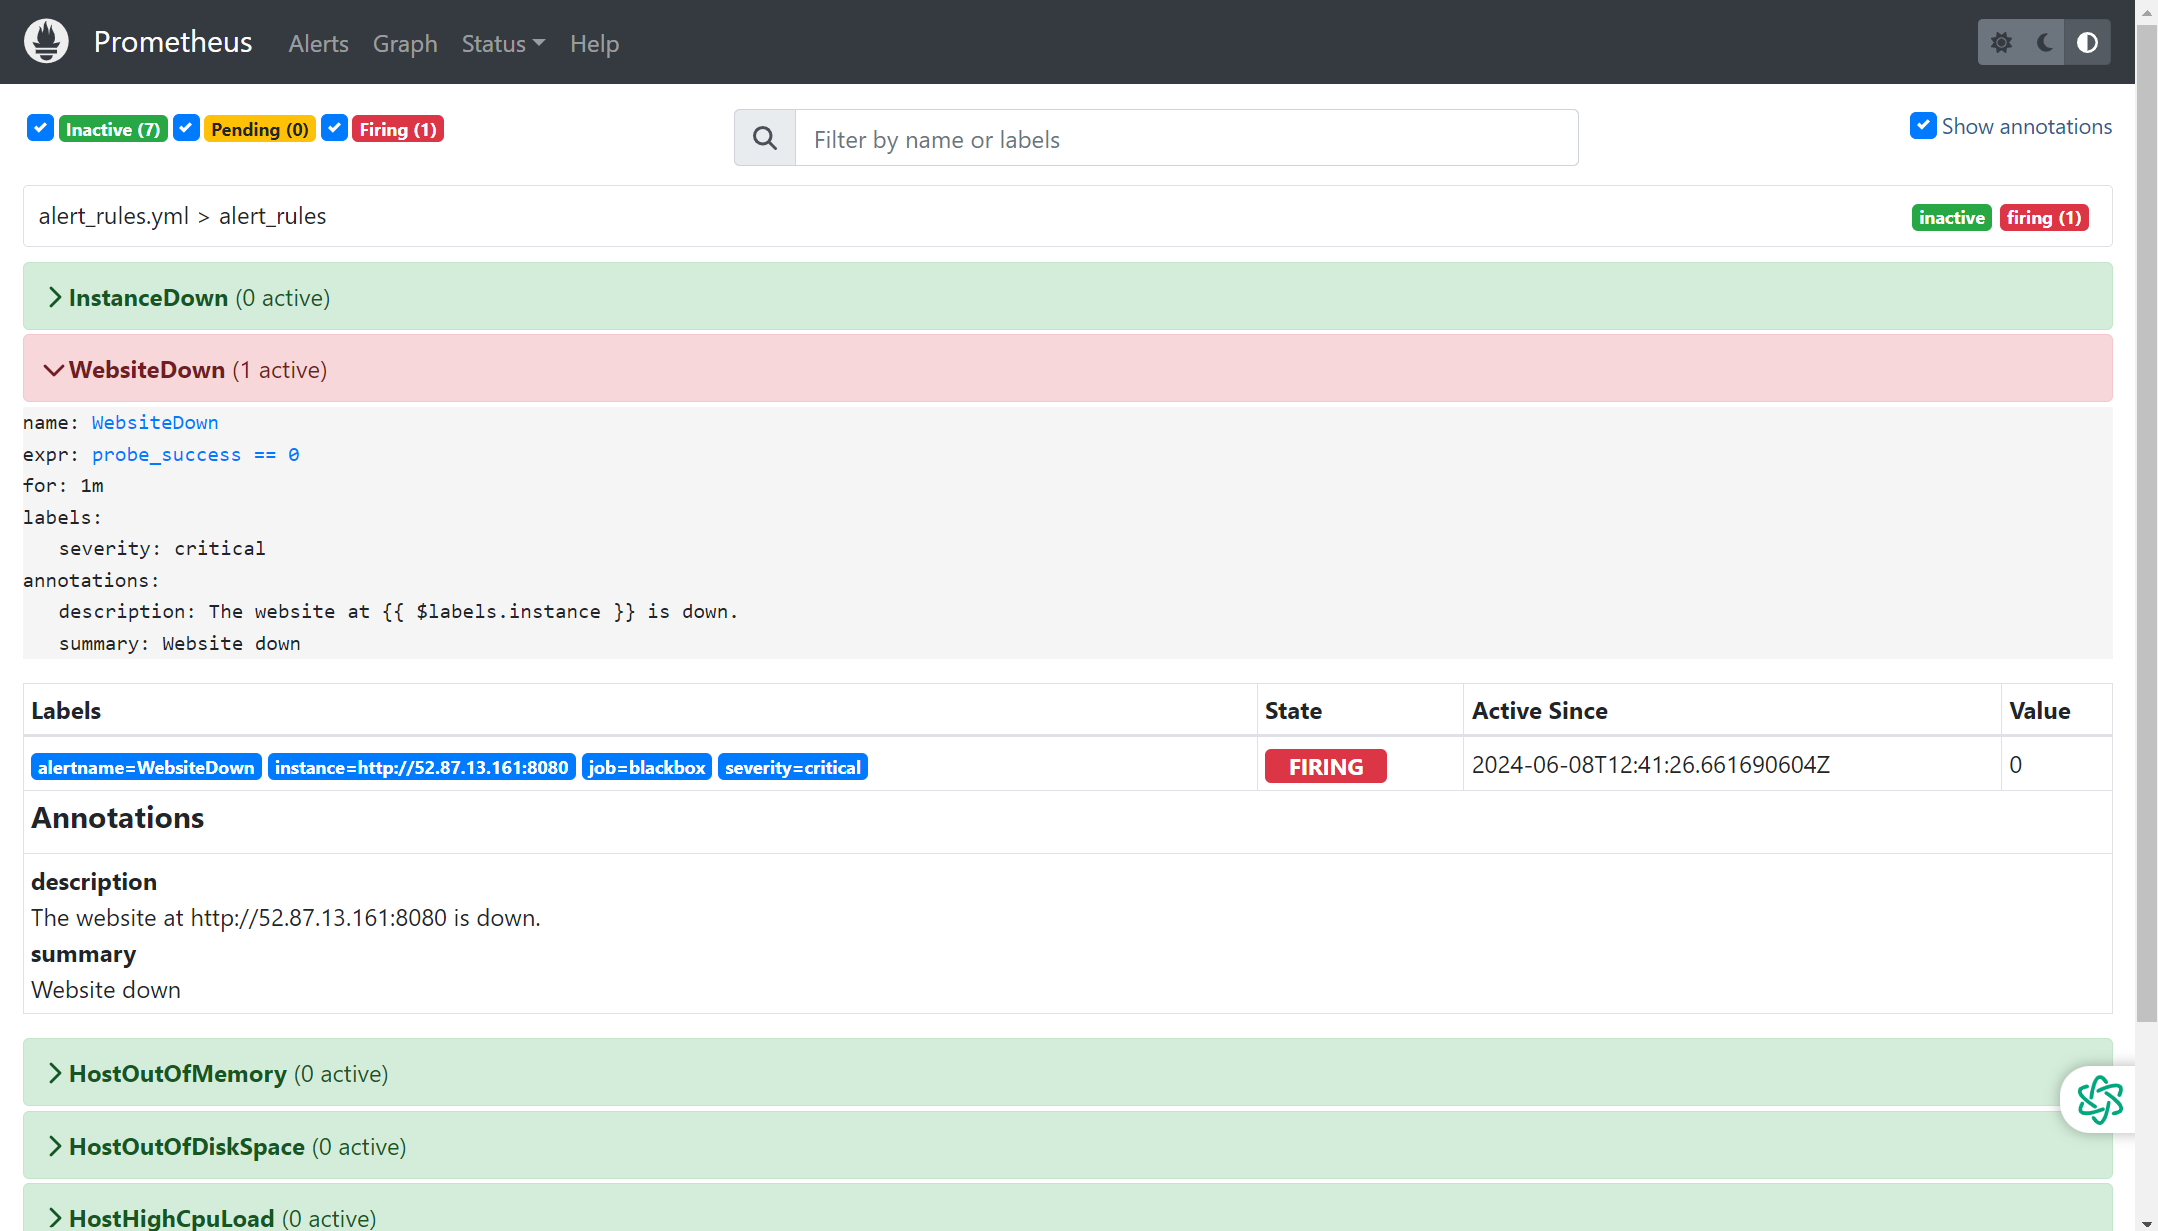 Prometheus Alerts Graph Status Help
Inactive (7) Pending (0) Firing (1) Filter by name or labels Show annotations
alert_rules.yml > alert_rules inactive firing (1)
InstanceDown (0 active)
WebsiteDown (1 active)
name: WebsiteDown
expr: probe_success == 0
for: 1m
labels:
severity: critical
annotations:
description: The website at {{ $labels.instance }} is down.
summary: Website down
Labels State Active Since Value
alertname=WebsiteDown instance=http://52.87.13.161:8080 job=blackbox severity=critical FIRING 2024-06-08T12:41:26.661690604Z 0
Annotations
description
The website at http://52.87.13.161:8080 is down.
summary
Website down
HostOutOfMemory (0 active)
HostOutOfDiskSpace (0 active)
HostHighCpuLoad (0 active)